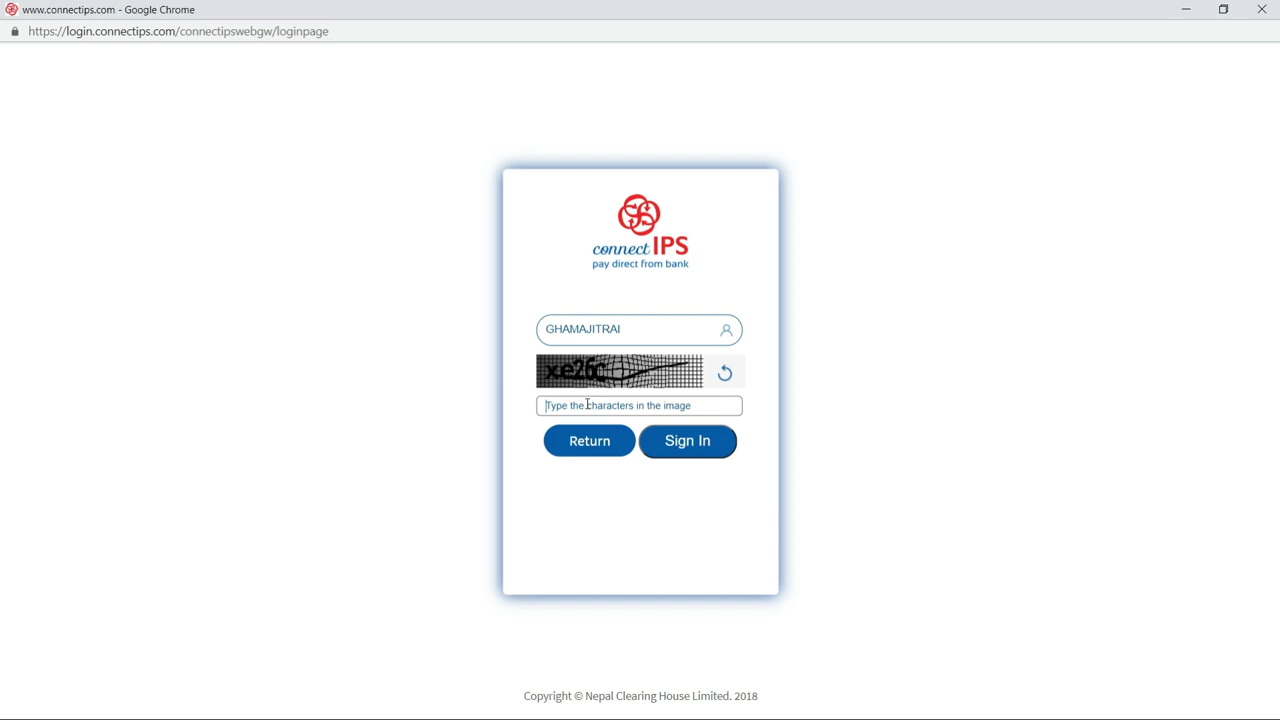 www.connectips.com - Google Chrome
https://login.connectips.com/connectipswebgw/loginpage
connect IPS
pay direct from bank
GHAMAJITRAI
Type the characters in the image
Return
Sign In
Copyright © Nepal Clearing House Limited. 2018